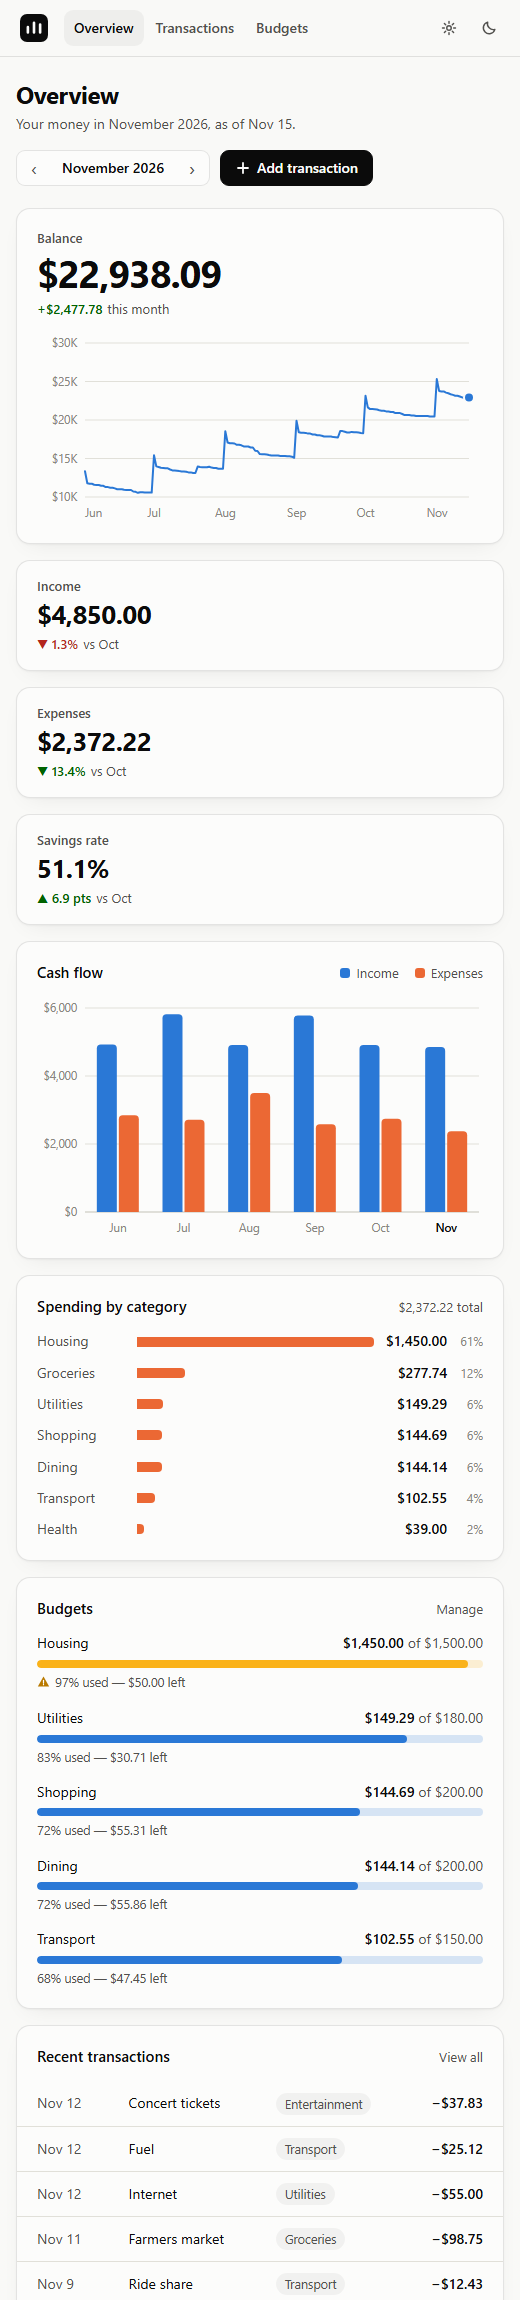 Overview Transactions Budgets
Overview
Your money in November 2026, as of Nov 15.
‹ November 2026 › + Add transaction
Balance
$22,938.09
+$2,477.78 this month
$30K
$25K
$20K
$15K
$10K
Jun Jul Aug Sep Oct Nov
Income
$4,850.00
▼ 1.3% vs Oct
Expenses
$2,372.22
▼ 13.4% vs Oct
Savings rate
51.1%
▲ 6.9 pts vs Oct
Cash flow Income Expenses
$6,000
$4,000
$2,000
$0
Jun Jul Aug Sep Oct Nov
Spending by category $2,372.22 total
Housing $1,450.00 61%
Groceries $277.74 12%
Utilities $149.29 6%
Shopping $144.69 6%
Dining $144.14 6%
Transport $102.55 4%
Health $39.00 2%
Budgets Manage
Housing $1,450.00 of $1,500.00
97% used — $50.00 left
Utilities $149.29 of $180.00
83% used — $30.71 left
Shopping $144.69 of $200.00
72% used — $55.31 left
Dining $144.14 of $200.00
72% used — $55.86 left
Transport $102.55 of $150.00
68% used — $47.45 left
Recent transactions View all
Nov 12 Concert tickets Entertainment −$37.83
Nov 12 Fuel Transport −$25.12
Nov 12 Internet Utilities −$55.00
Nov 11 Farmers market Groceries −$98.75
Nov 9 Ride share Transport −$12.43